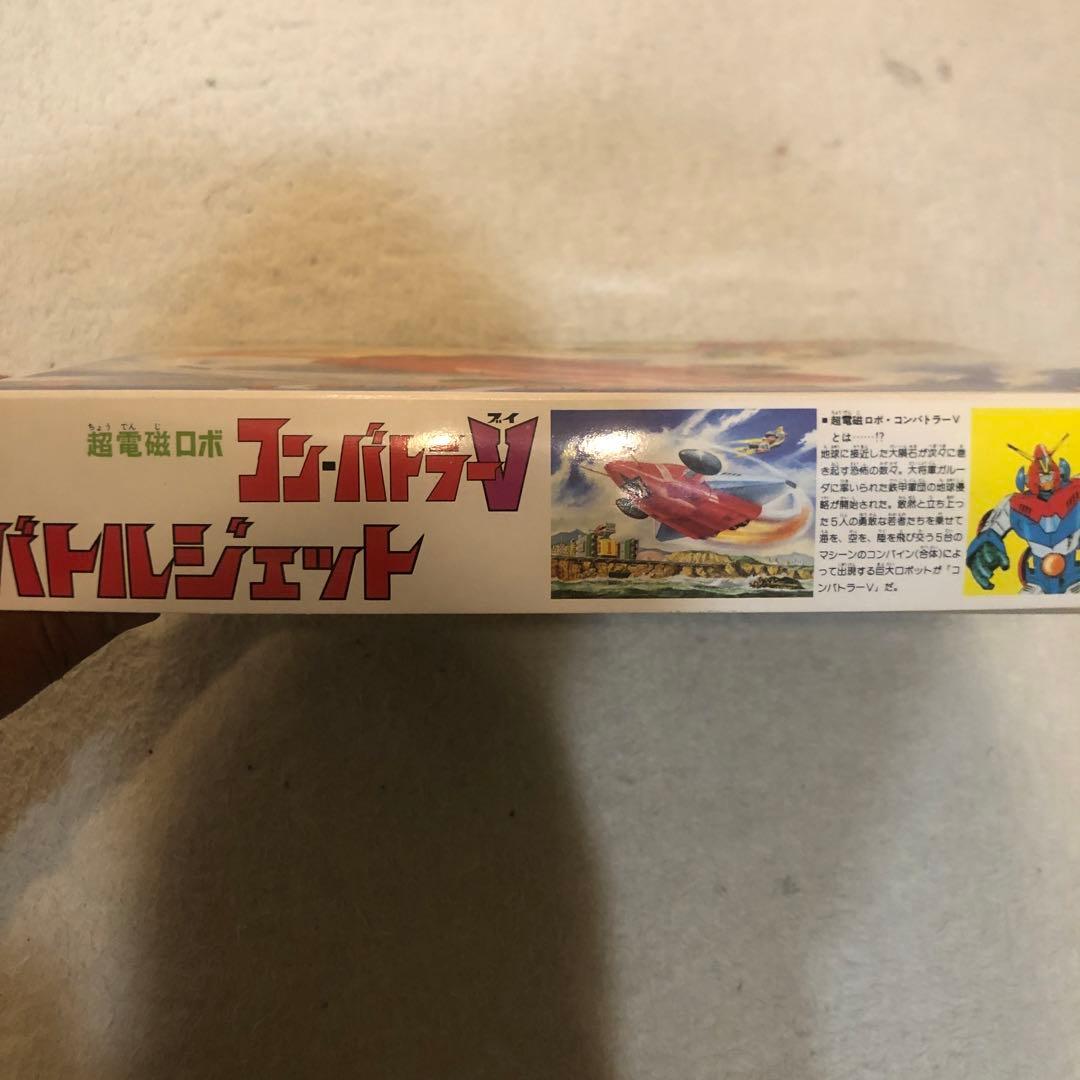 超電磁ロボ
コン・バトラーV
ブイ
バトルジェット
■超電磁ロボ・コンバトラーV
とは……!?
地球に接近した大隕石が次々に巻
き起す恐怖の数々。大将軍ガルー
ダに率いられた鉄甲軍団の地球侵
略が開始された。敢然と立ち上っ
た5人の勇敢な若者たちを乗せて
海を、空を、陸を飛び交う5台の
マシーンのコンバイン(合体)によ
って出現する巨大ロボットが「コ
ンバトラーV」だ。